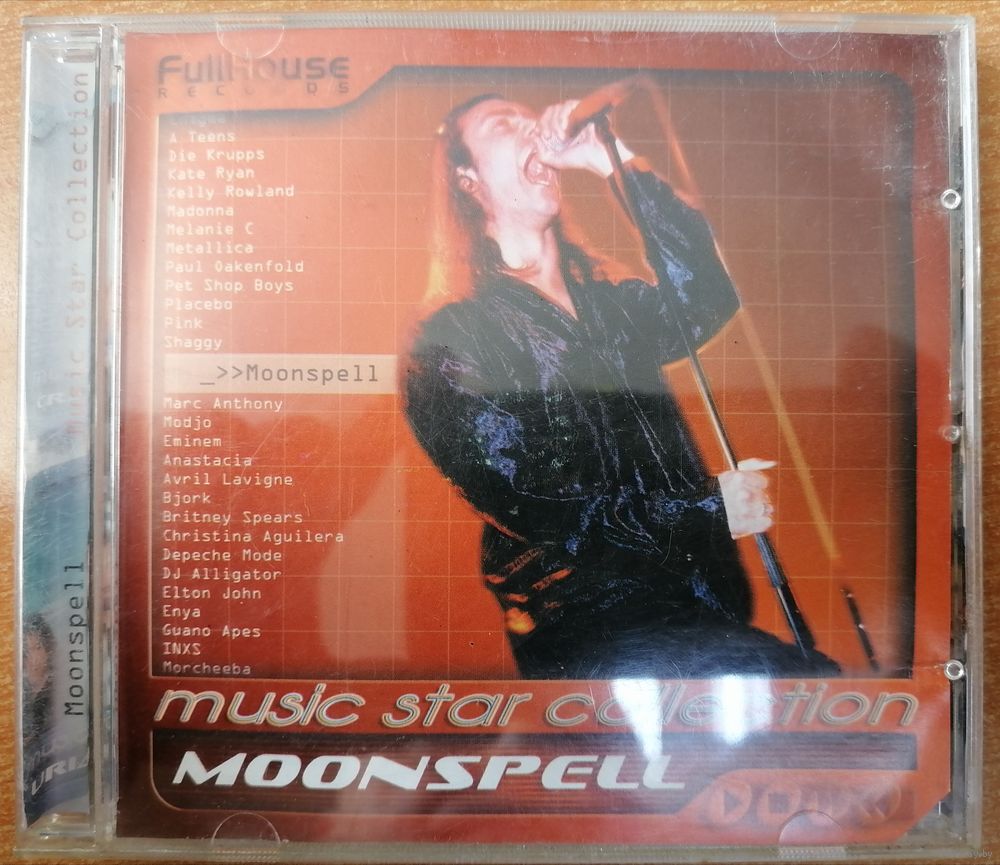 FullHouse
RECORDS
A Teens
Die Krupps
Kate Ryan
Kelly Rowland
Madonna
Melanie C
Metallica
Paul Oakenfold
Pet Shop Boys
Placebo
Pink
Shaggy
_>>Moonspell
Marc Anthony
Modjo
Eminem
Anastacia
Avril Lavigne
Bjork
Britney Spears
Christina Aguilera
Depeche Mode
DJ Alligator
Elton John
Enya
Guano Apes
INXS
Morcheeba
music star collection
MOONSPELL
Moonspell
Music Star Collection